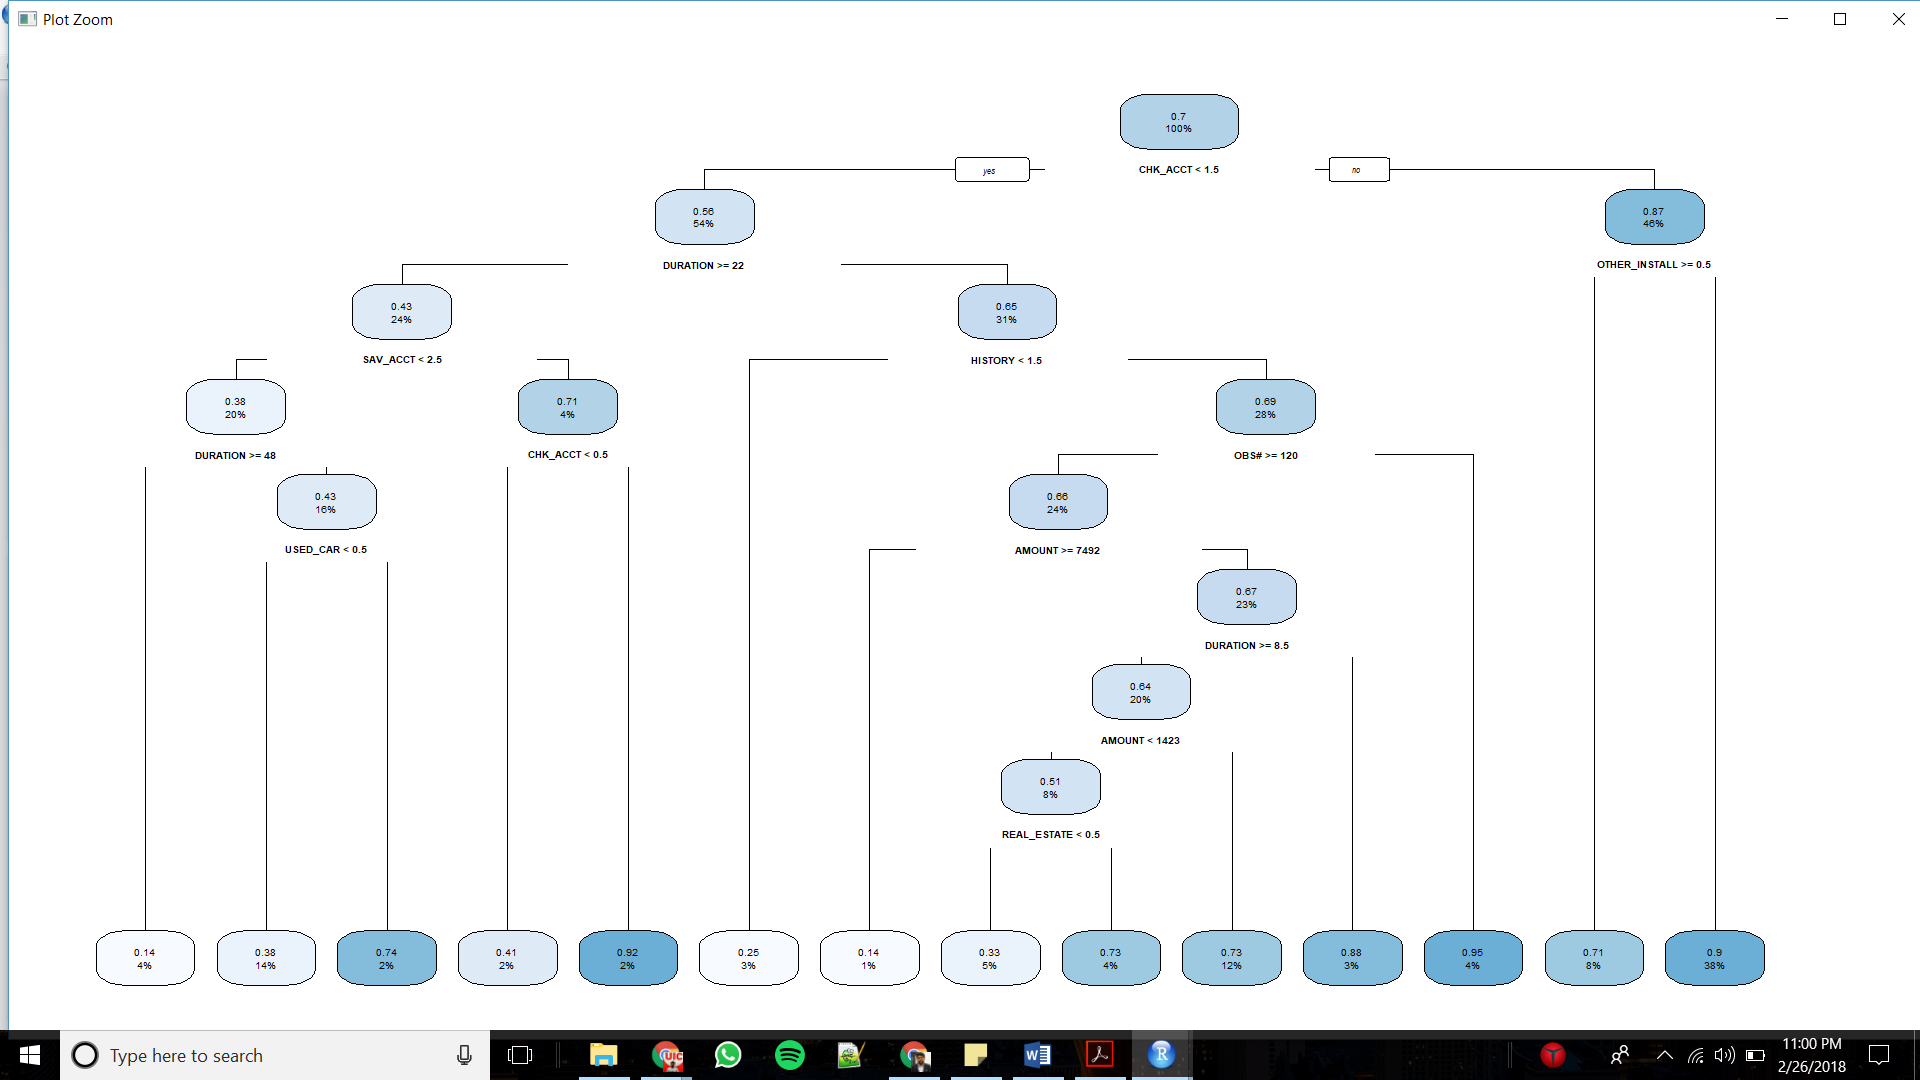 Plot Zoom
0.7
100%
yes
CHK_ACCT < 1.5
no
0.56
54%
0.87
46%
DURATION >= 22
OTHER_INSTALL >= 0.5
0.43
24%
0.65
31%
SAV_ACCT < 2.5
HISTORY < 1.5
0.38
20%
0.71
4%
0.69
28%
DURATION >= 48
CHK_ACCT < 0.5
OBS# >= 120
0.43
16%
0.66
24%
USED_CAR < 0.5
AMOUNT >= 7492
0.67
23%
DURATION >= 8.5
0.64
20%
AMOUNT < 1423
0.51
8%
REAL_ESTATE < 0.5
0.14
4%
0.38
14%
0.74
2%
0.41
2%
0.92
2%
0.25
3%
0.14
1%
0.33
5%
0.73
4%
0.73
12%
0.88
3%
0.95
4%
0.71
8%
0.9
38%
Type here to search
UIC
R
11:00 PM
2/26/2018